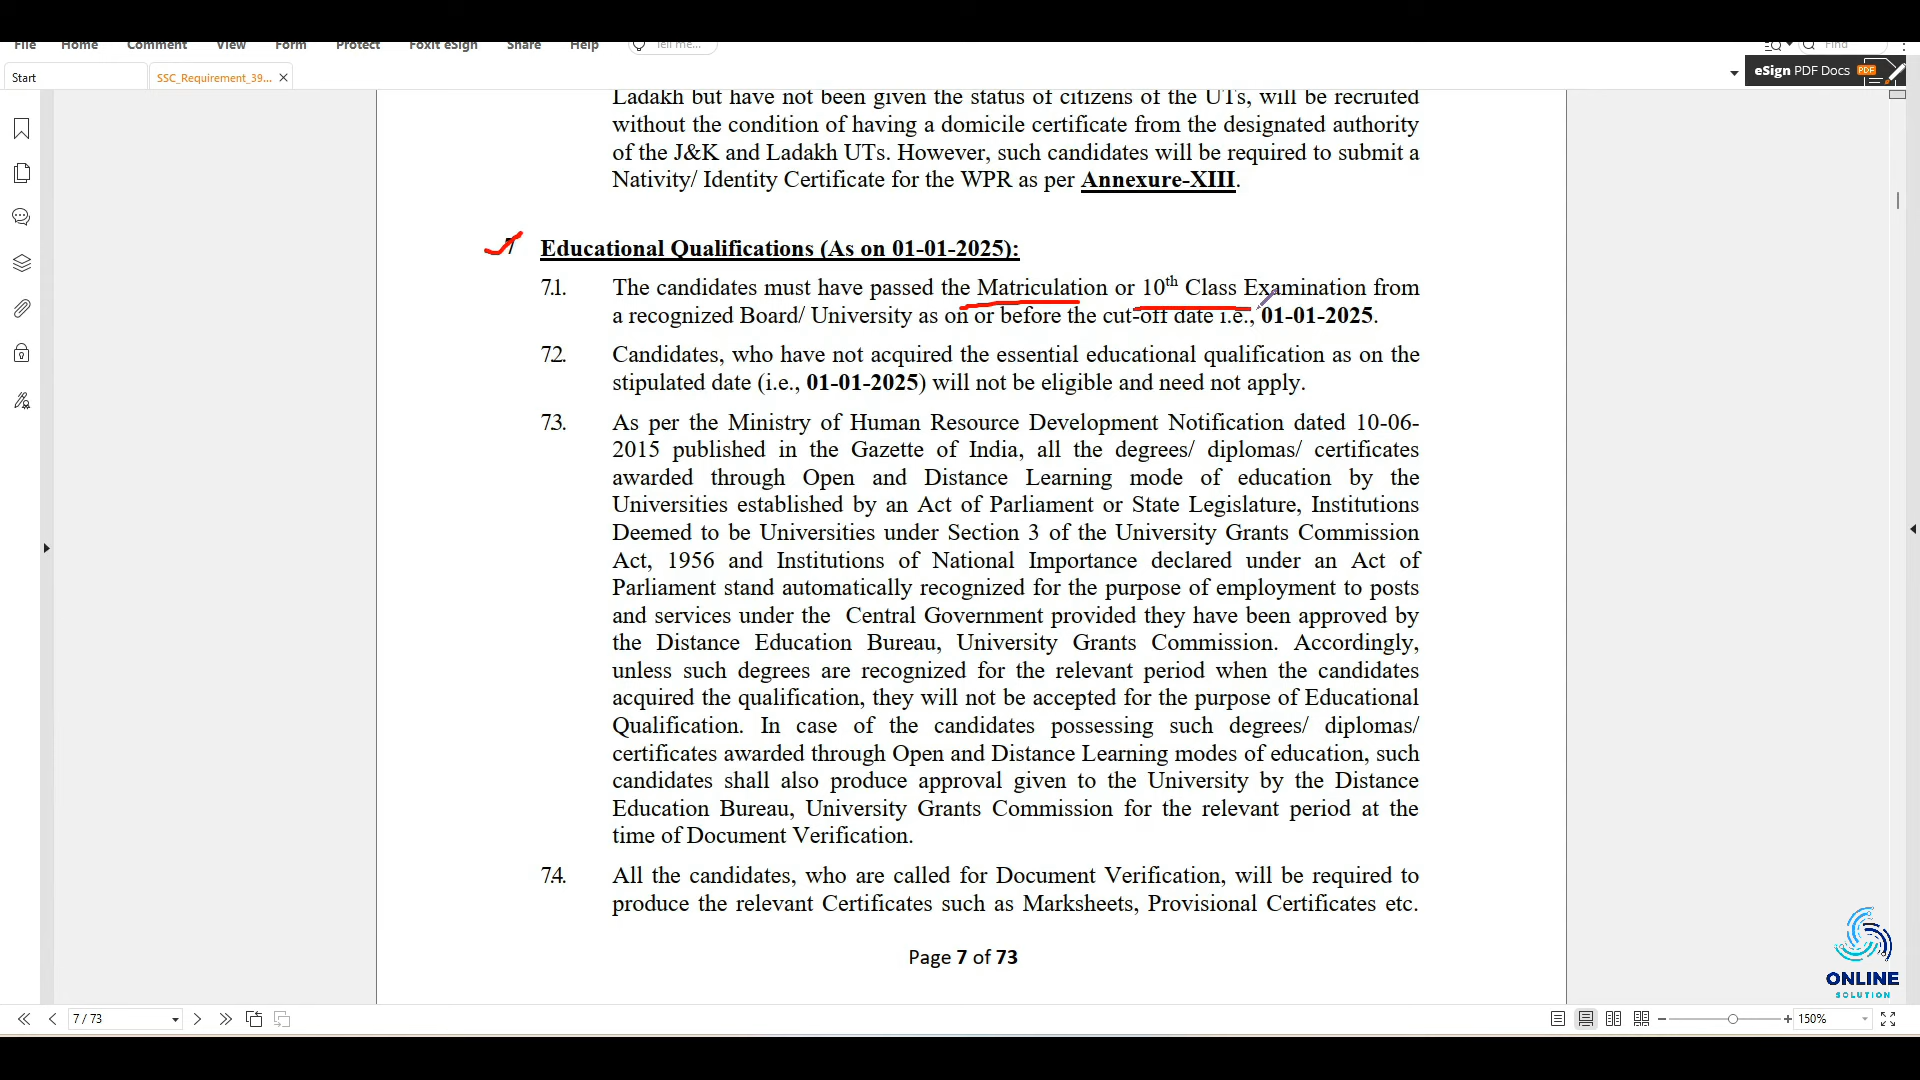 File Home Comment View Form Protect Foxit eSign Share Help Tell me... Find
Start SSC_Requirement_39... eSign PDF Docs PDF
Ladakh but have not been given the status of citizens of the UTs, will be recruited
without the condition of having a domicile certificate from the designated authority
of the J&K and Ladakh UTs. However, such candidates will be required to submit a
Nativity/ Identity Certificate for the WPR as per Annexure-XIII.
7 Educational Qualifications (As on 01-01-2025):
7.1. The candidates must have passed the Matriculation or 10th Class Examination from
a recognized Board/ University as on or before the cut-off date i.e., 01-01-2025.
7.2. Candidates, who have not acquired the essential educational qualification as on the
stipulated date (i.e., 01-01-2025) will not be eligible and need not apply.
7.3. As per the Ministry of Human Resource Development Notification dated 10-06-
2015 published in the Gazette of India, all the degrees/ diplomas/ certificates
awarded through Open and Distance Learning mode of education by the
Universities established by an Act of Parliament or State Legislature, Institutions
Deemed to be Universities under Section 3 of the University Grants Commission
Act, 1956 and Institutions of National Importance declared under an Act of
Parliament stand automatically recognized for the purpose of employment to posts
and services under the Central Government provided they have been approved by
the Distance Education Bureau, University Grants Commission. Accordingly,
unless such degrees are recognized for the relevant period when the candidates
acquired the qualification, they will not be accepted for the purpose of Educational
Qualification. In case of the candidates possessing such degrees/ diplomas/
certificates awarded through Open and Distance Learning modes of education, such
candidates shall also produce approval given to the University by the Distance
Education Bureau, University Grants Commission for the relevant period at the
time of Document Verification.
7.4. All the candidates, who are called for Document Verification, will be required to
produce the relevant Certificates such as Marksheets, Provisional Certificates etc.
Page 7 of 73
ONLINE
SOLUTION
7 / 73 150%